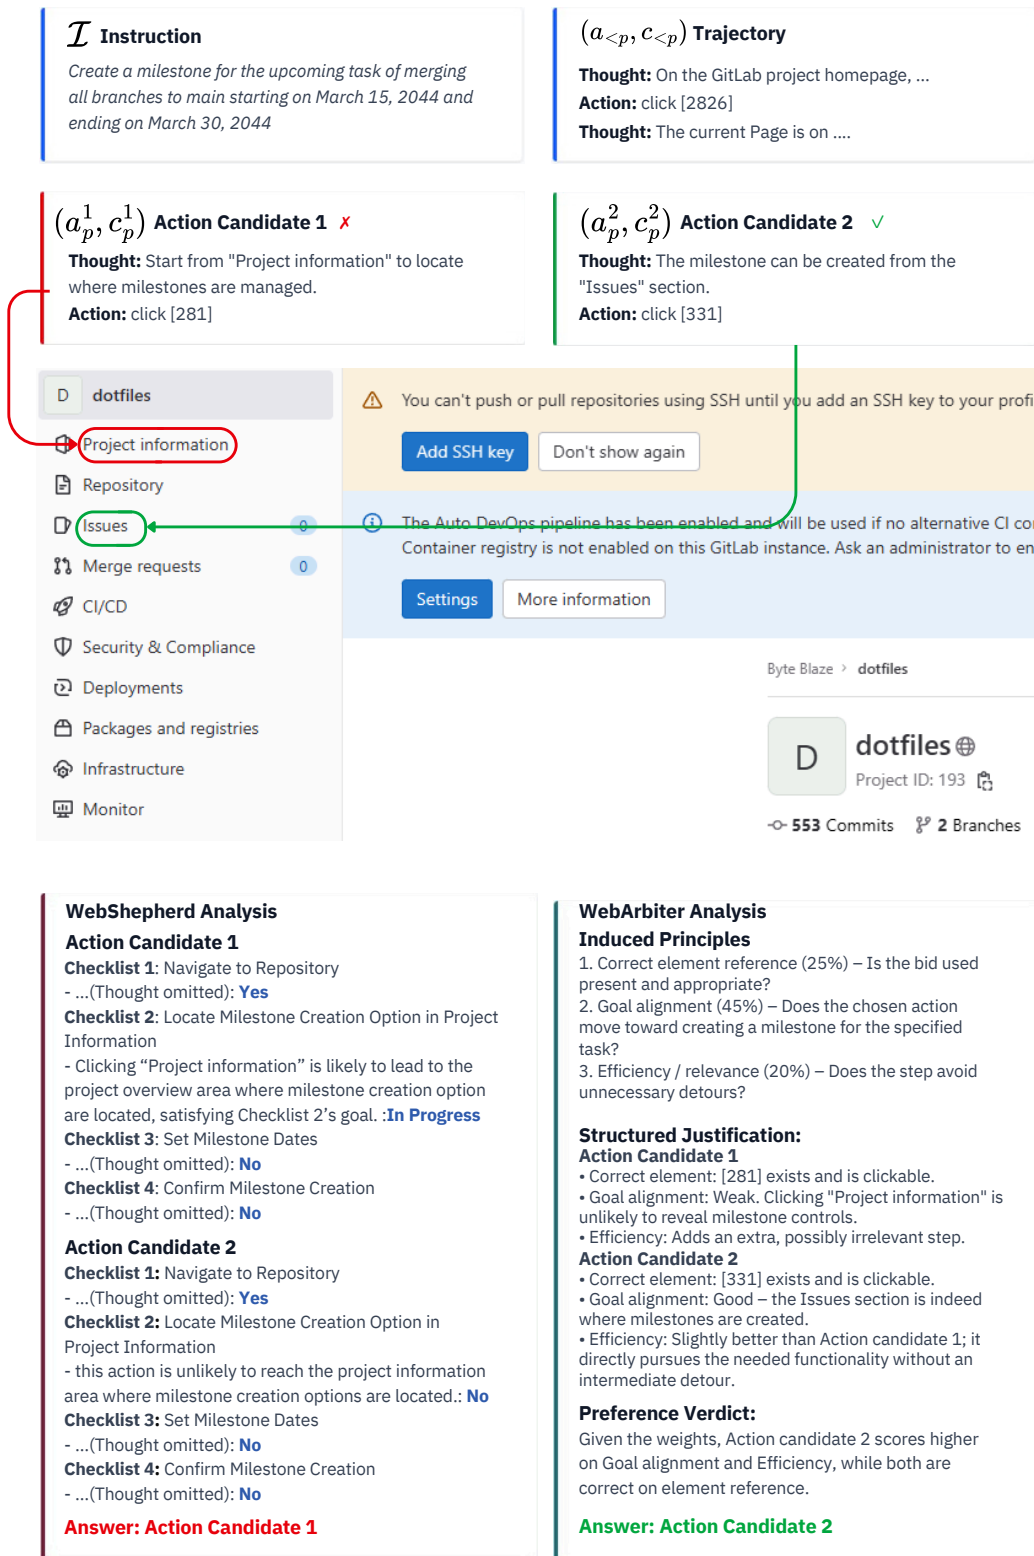 ℐ Instruction
Create a milestone for the upcoming task of merging
all branches to main starting on March 15, 2044 and
ending on March 30, 2044
(a<p, c<p) Trajectory
Thought: On the GitLab project homepage, ...
Action: click [2826]
Thought: The current Page is on ....
(a¹p, c¹p) Action Candidate 1 ✗
Thought: Start from "Project information" to locate
where milestones are managed.
Action: click [281]
(a²p, c²p) Action Candidate 2 ✓
Thought: The milestone can be created from the
"Issues" section.
Action: click [331]
D dotfiles
Project information
Repository
Issues 0
Merge requests 0
CI/CD
Security & Compliance
Deployments
Packages and registries
Infrastructure
Monitor
You can't push or pull repositories using SSH until you add an SSH key to your profi
Add SSH key Don't show again
The Auto DevOps pipeline has been enabled and will be used if no alternative CI co
Container registry is not enabled on this GitLab instance. Ask an administrator to en
Settings More information
Byte Blaze > dotfiles
D dotfiles
Project ID: 193
553 Commits 2 Branches
WebShepherd Analysis
Action Candidate 1
Checklist 1: Navigate to Repository
- ...(Thought omitted): Yes
Checklist 2: Locate Milestone Creation Option in Project
Information
- Clicking “Project information” is likely to lead to the
project overview area where milestone creation option
are located, satisfying Checklist 2’s goal. :In Progress
Checklist 3: Set Milestone Dates
- ...(Thought omitted): No
Checklist 4: Confirm Milestone Creation
- ...(Thought omitted): No
Action Candidate 2
Checklist 1: Navigate to Repository
- ...(Thought omitted): Yes
Checklist 2: Locate Milestone Creation Option in
Project Information
- this action is unlikely to reach the project information
area where milestone creation options are located.: No
Checklist 3: Set Milestone Dates
- ...(Thought omitted): No
Checklist 4: Confirm Milestone Creation
- ...(Thought omitted): No
Answer: Action Candidate 1
WebArbiter Analysis
Induced Principles
1. Correct element reference (25%) – Is the bid used
present and appropriate?
2. Goal alignment (45%) – Does the chosen action
move toward creating a milestone for the specified
task?
3. Efficiency / relevance (20%) – Does the step avoid
unnecessary detours?
Structured Justification:
Action Candidate 1
• Correct element: [281] exists and is clickable.
• Goal alignment: Weak. Clicking "Project information" is
unlikely to reveal milestone controls.
• Efficiency: Adds an extra, possibly irrelevant step.
Action Candidate 2
• Correct element: [331] exists and is clickable.
• Goal alignment: Good – the Issues section is indeed
where milestones are created.
• Efficiency: Slightly better than Action candidate 1; it
directly pursues the needed functionality without an
intermediate detour.
Preference Verdict:
Given the weights, Action candidate 2 scores higher
on Goal alignment and Efficiency, while both are
correct on element reference.
Answer: Action Candidate 2